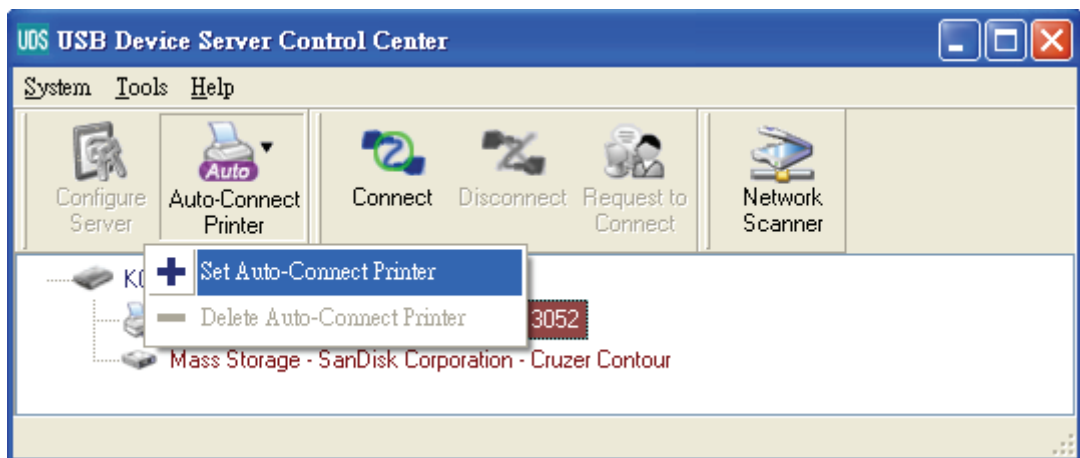 UDS USB Device Server Control Center
System Tools Help
Auto
Configure Server
Auto-Connect Printer
Connect
Disconnect
Request to Connect
Network Scanner
Set Auto-Connect Printer
Delete Auto-Connect Printer
3052
Mass Storage - SanDisk Corporation - Cruzer Contour